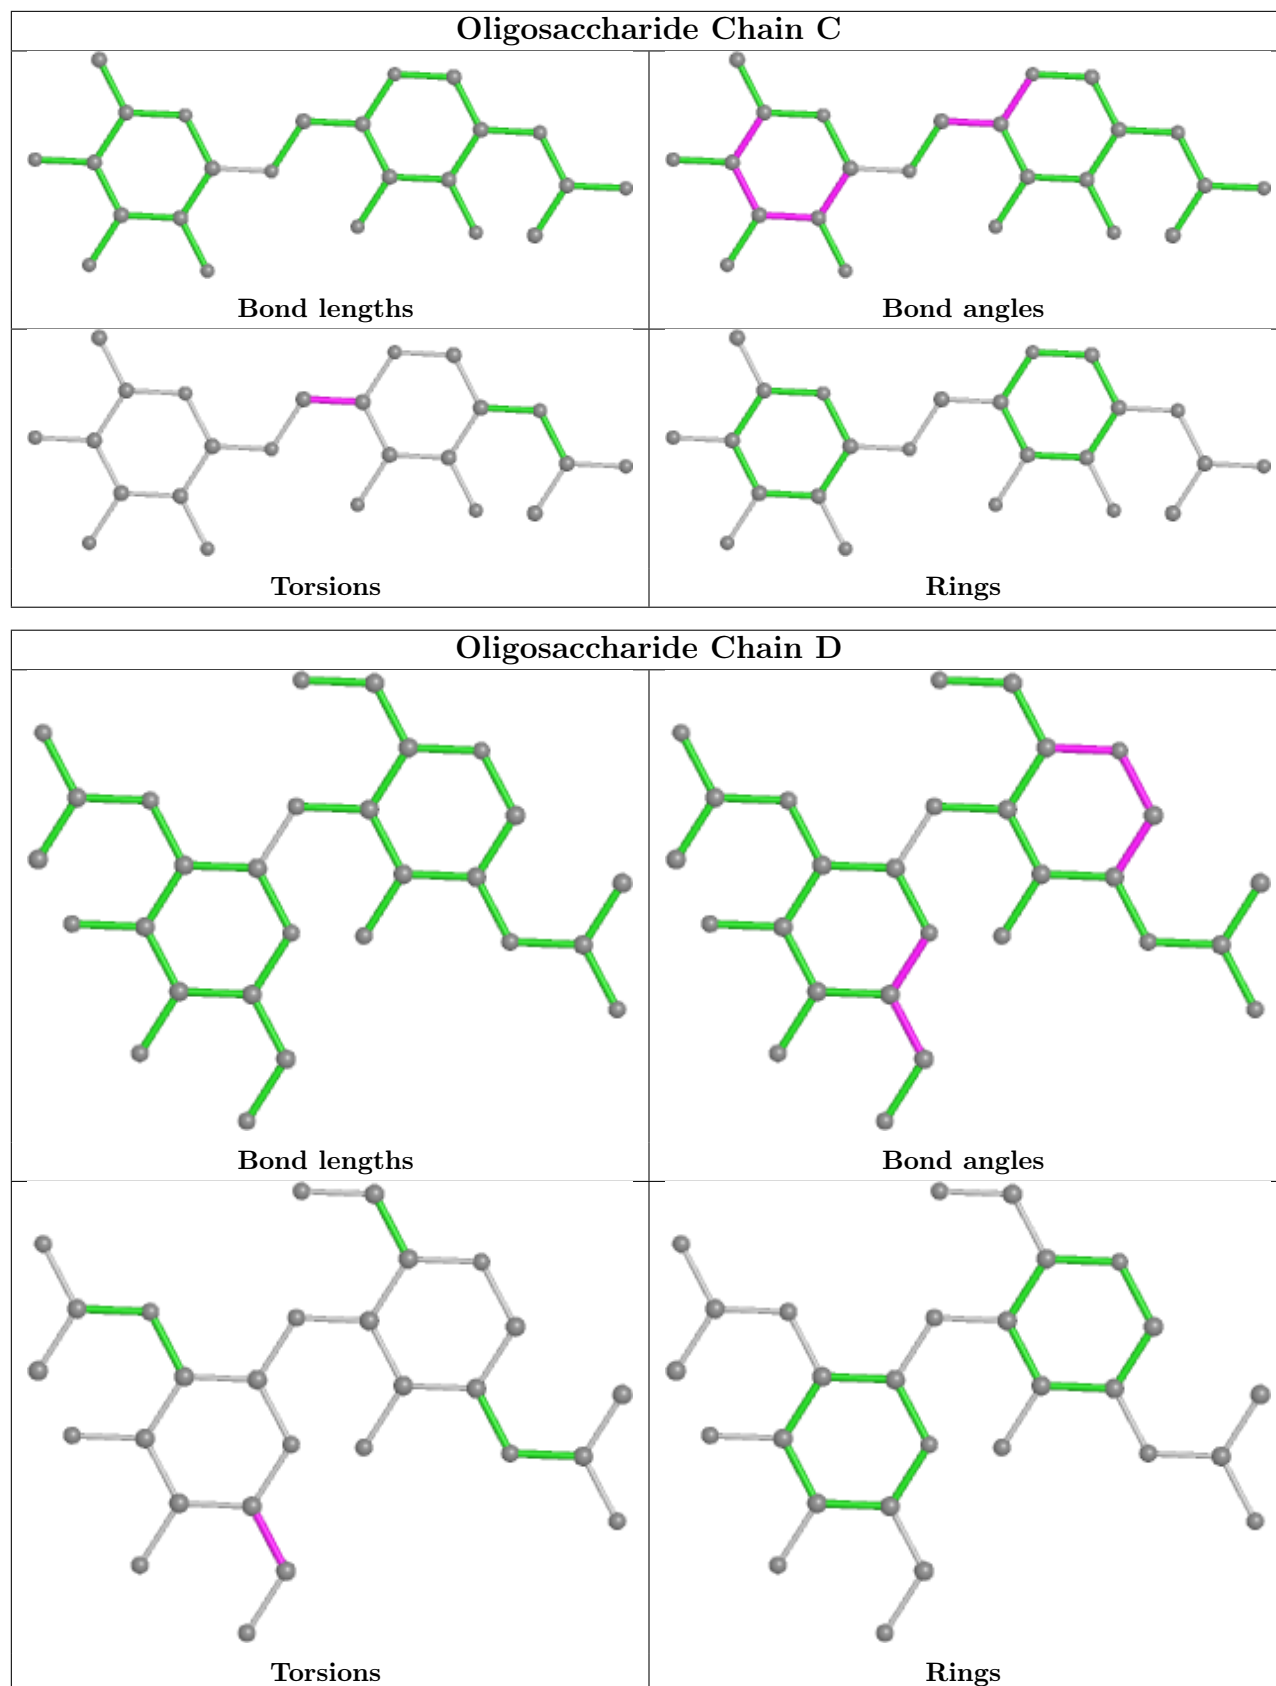 Oligosaccharide Chain C
Bond lengths
Bond angles
Torsions
Rings
Oligosaccharide Chain D
Bond lengths
Bond angles
Torsions
Rings